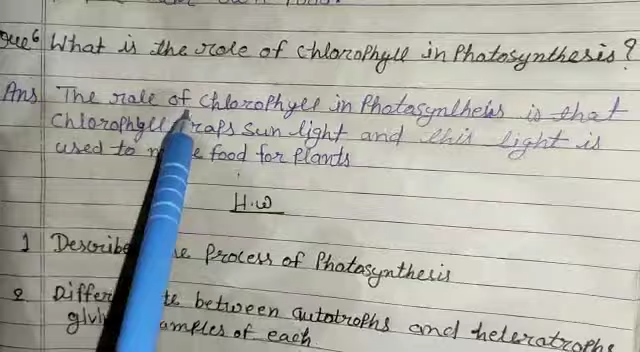 Que 6 What is the role of chlorophyll in Photosynthesis?
Ans The role of chlorophyll in Photosynthesis is that
chlorophyll traps sun light and this light is
used to make food for plants
H.W
1 Describe the Process of Photosynthesis
2 Differentiate between autotrophs and heterotrophs
examples of each